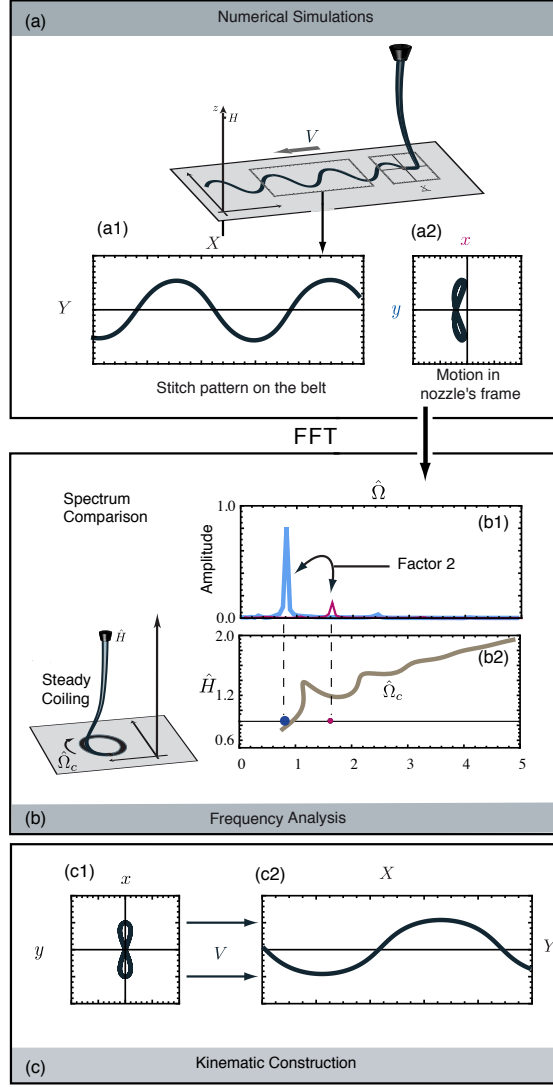 (a) Numerical Simulations
z
H
V
(a1)
X
Y
Stitch pattern on the belt
(a2)
x
y
Motion in
nozzle's frame
FFT
Spectrum
Comparison
Ω̂
1.0
(b1)
Amplitude
Factor 2
0.0
2.0
(b2)
Ĥ
1.2
Ω̂c
0.6
0 1 2 3 4 5
Ĥ
Steady
Coiling
Ω̂c
(b) Frequency Analysis
(c1)
x
y
V
(c2)
X
Y
(c) Kinematic Construction